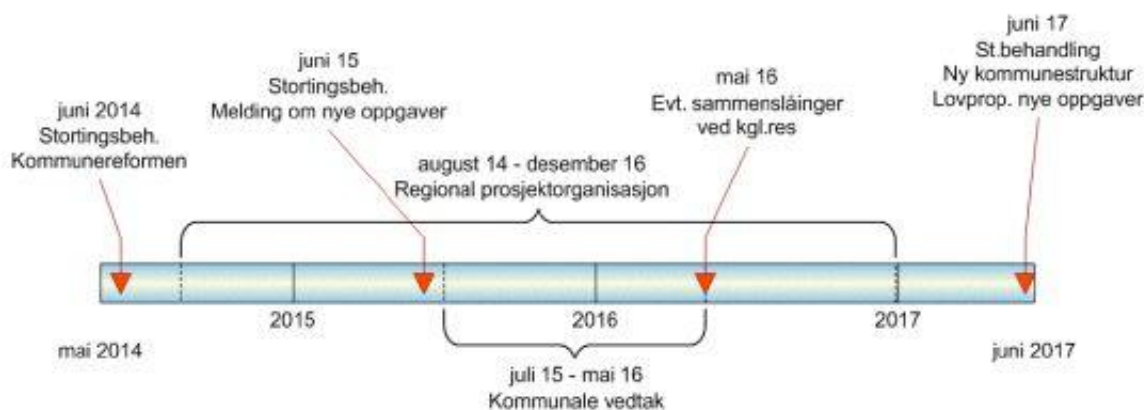 juni 2014
Stortingsbeh.
Kommunereformen
juni 15
Stortingsbeh.
Melding om nye oppgaver
august 14 - desember 16
Regional prosjektorganisasjon
mai 16
Evt. sammenslåinger
ved kgl.res
juni 17
St.behandling
Ny kommunestruktur
Lovprop. nye oppgaver
2015
2016
2017
mai 2014
juni 2017
juli 15 - mai 16
Kommunale vedtak